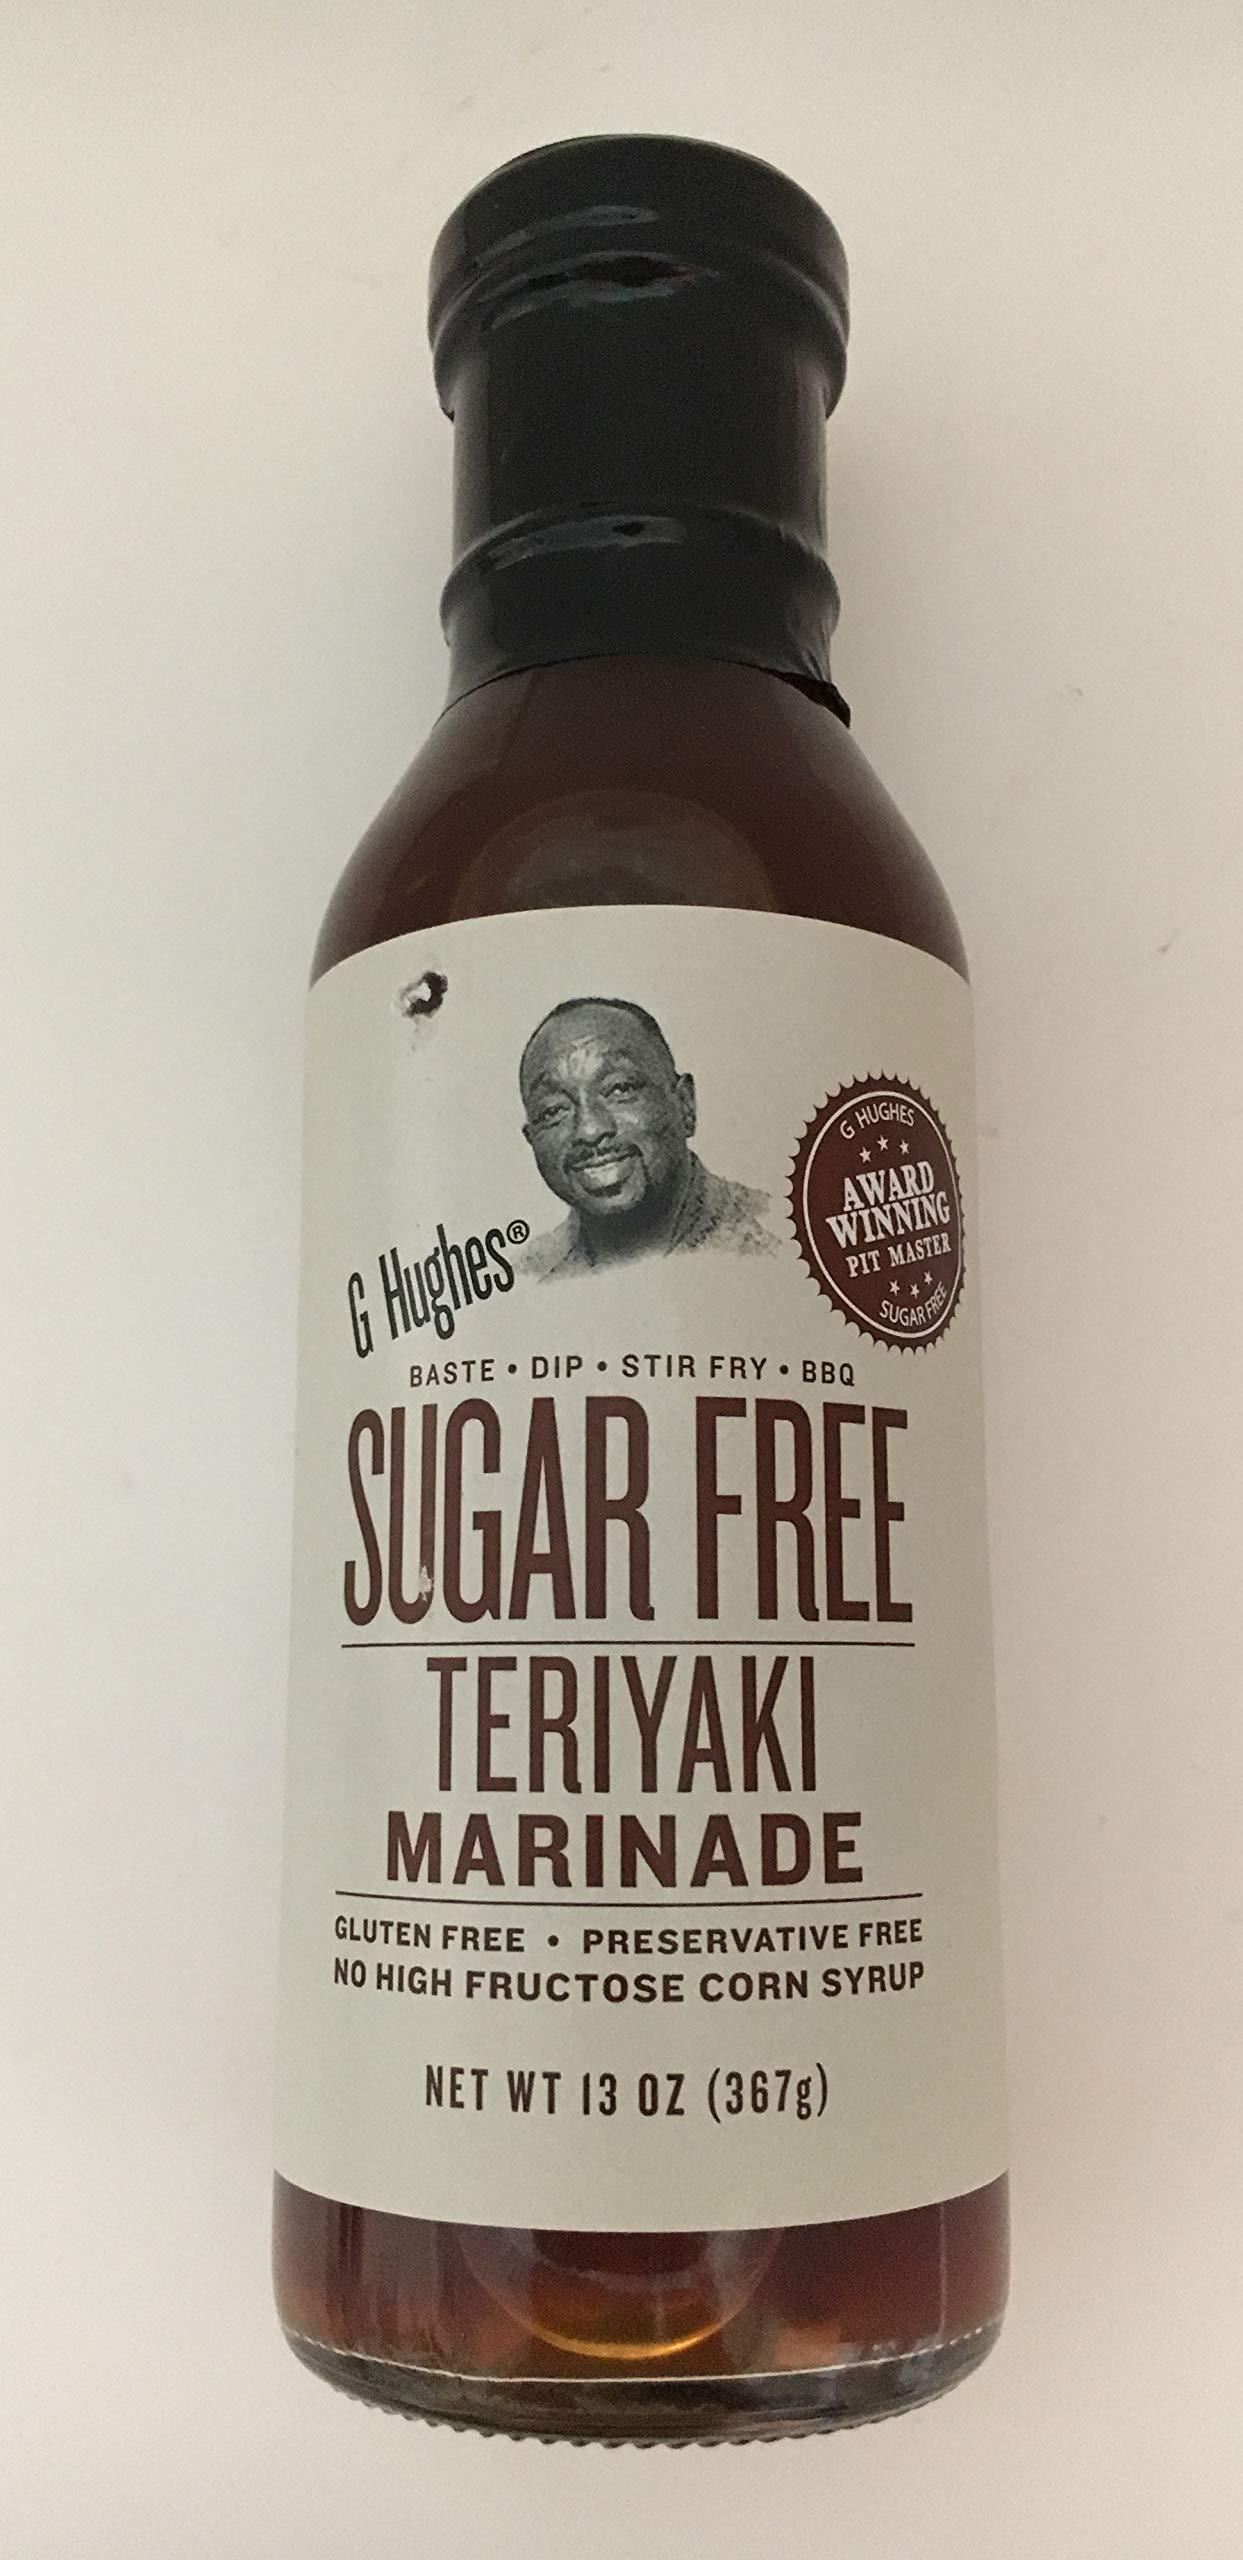 G HUGHES
AWARD
WINNING
PIT MASTER
SUGAR FREE
G Hughes®
BASTE • DIP • STIR FRY • BBQ
SUGAR FREE
TERIYAKI
MARINADE
GLUTEN FREE • PRESERVATIVE FREE
NO HIGH FRUCTOSE CORN SYRUP
NET WT 13 OZ (367g)